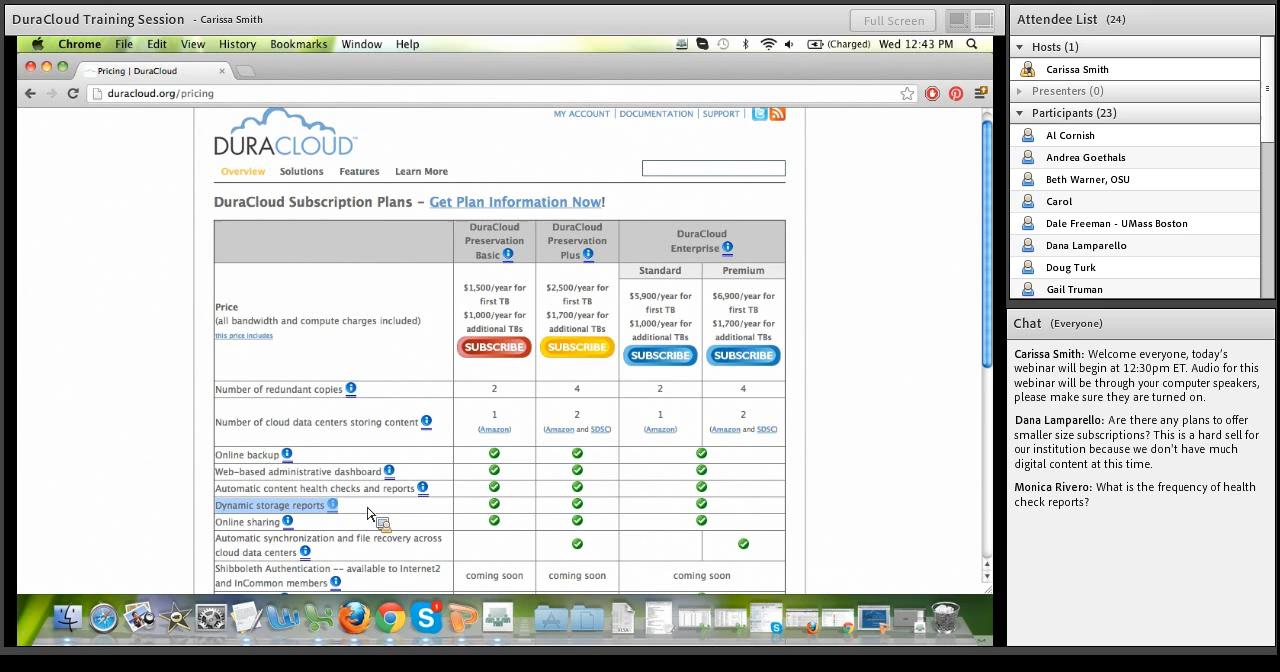 DuraCloud Training Session - Carissa Smith
Full Screen
Chrome File Edit View History Bookmarks Window Help
(Charged) Wed 12:43 PM
Pricing | DuraCloud
duracloud.org/pricing
MY ACCOUNT | DOCUMENTATION | SUPPORT |
DURACLOUD™
Overview Solutions Features Learn More
DuraCloud Subscription Plans – Get Plan Information Now!
DuraCloud Preservation Basic
DuraCloud Preservation Plus
DuraCloud Enterprise
Standard Premium
Price
(all bandwidth and compute charges included)
this price includes
$1,500/year for
first TB
$1,000/year for
additional TBs
SUBSCRIBE
$2,500/year for
first TB
$1,700/year for
additional TBs
SUBSCRIBE
$5,900/year for
first TB
$1,000/year for
additional TBs
SUBSCRIBE
$6,900/year for
first TB
$1,700/year for
additional TBs
SUBSCRIBE
Number of redundant copies 2 4 2 4
Number of cloud data centers storing content
1 2 1 2
(Amazon) (Amazon and SDSC) (Amazon) (Amazon and SDSC)
Online backup
Web-based administrative dashboard
Automatic content health checks and reports
Dynamic storage reports
Online sharing
Automatic synchronization and file recovery across
cloud data centers
Shibboleth Authentication -- available to Internet2
and InCommon members
coming soon coming soon coming soon
Attendee List (24)
Hosts (1)
Carissa Smith
Presenters (0)
Participants (23)
Al Cornish
Andrea Goethals
Beth Warner, OSU
Carol
Dale Freeman - UMass Boston
Dana Lamparello
Doug Turk
Gail Truman
Chat (Everyone)
Carissa Smith: Welcome everyone, today's
webinar will begin at 12:30pm ET. Audio for this
webinar will be through your computer speakers,
please make sure they are turned on.
Dana Lamparello: Are there any plans to offer
smaller size subscriptions? This is a hard sell for
our institution because we don't have much
digital content at this time.
Monica Rivero: What is the frequency of health
check reports?